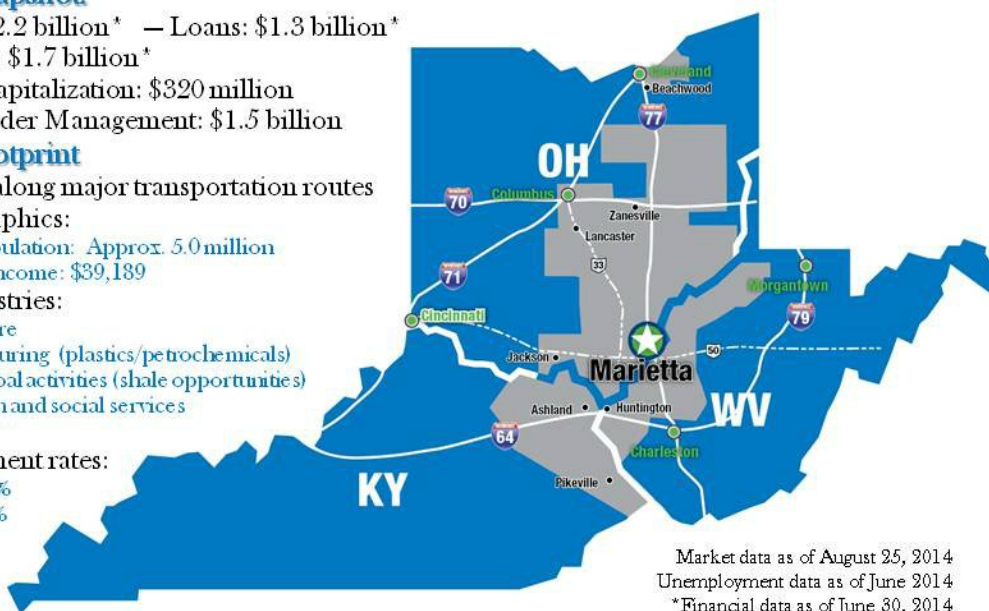 2.2 billion* – Loans: $1.3 billion*
$1.7 billion*
apitalization: $320 million
der Management: $1.5 billion
otprint
along major transportation routes
aphics:
pulation: Approx. 5.0 million
ncome: $39,189
stries:
re
uring (plastics/petrochemicals)
oal activities (shale opportunities)
n and social services
ment rates:
%
%
Cleveland
Beachwood
77
OH
Columbus
70
Zanesville
Lancaster
33
71
Morgantown
79
Cincinnati
50
Jackson
Marietta
Ashland
Huntington
WV
64
Charleston
KY
Pikeville
Market data as of August 25, 2014
Unemployment data as of June 2014
*Financial data as of June 30, 2014